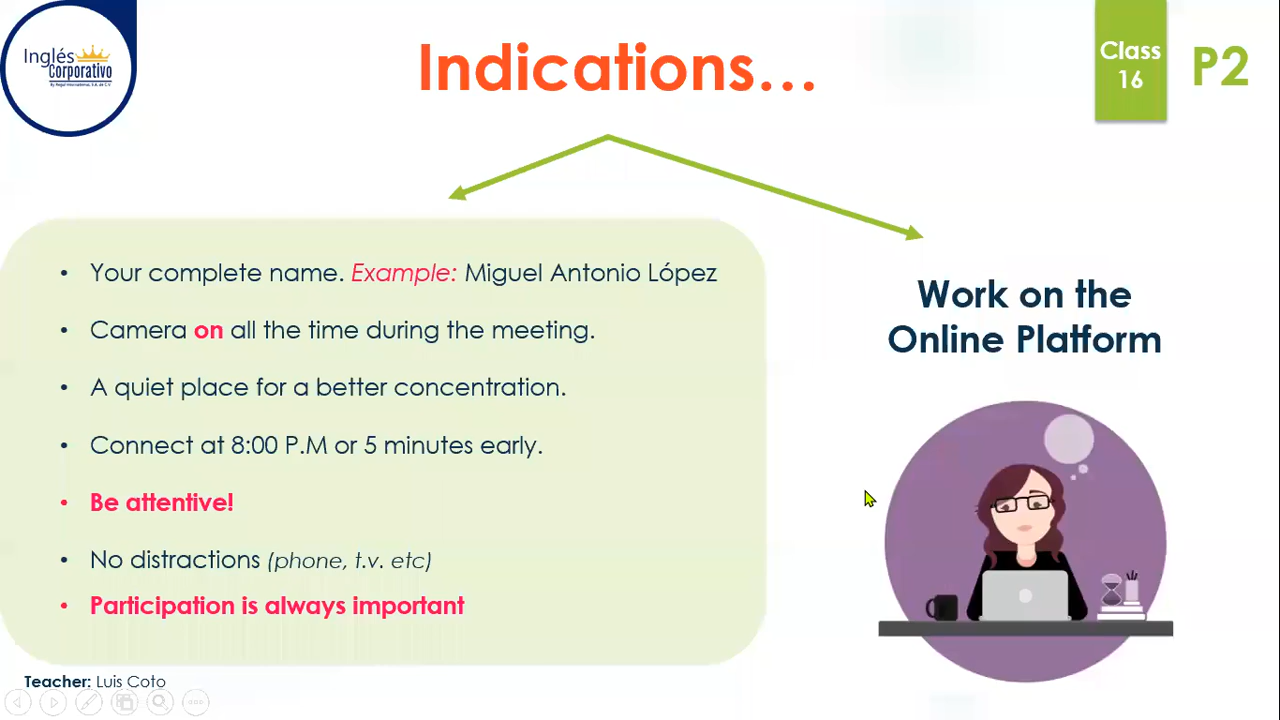 Inglés
Corporativo
Indications...
Class
16
P2
• Your complete name. Example: Miguel Antonio López
• Camera on all the time during the meeting.
• A quiet place for a better concentration.
• Connect at 8:00 P.M or 5 minutes early.
• Be attentive!
• No distractions (phone, t.v. etc)
• Participation is always important
Work on the
Online Platform
Teacher: Luis Coto